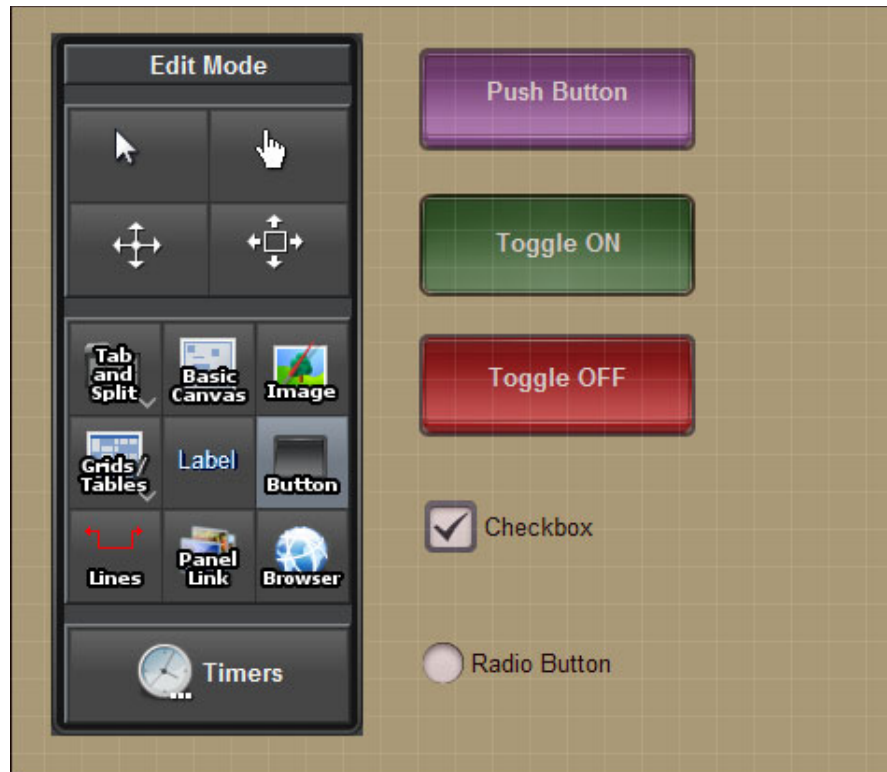 Edit Mode
Tab
and
Split
Basic
Canvas
Image
Grids/
Tables
Label
Button
Lines
Panel
Link
Browser
Timers
Push Button
Toggle ON
Toggle OFF
Checkbox
Radio Button